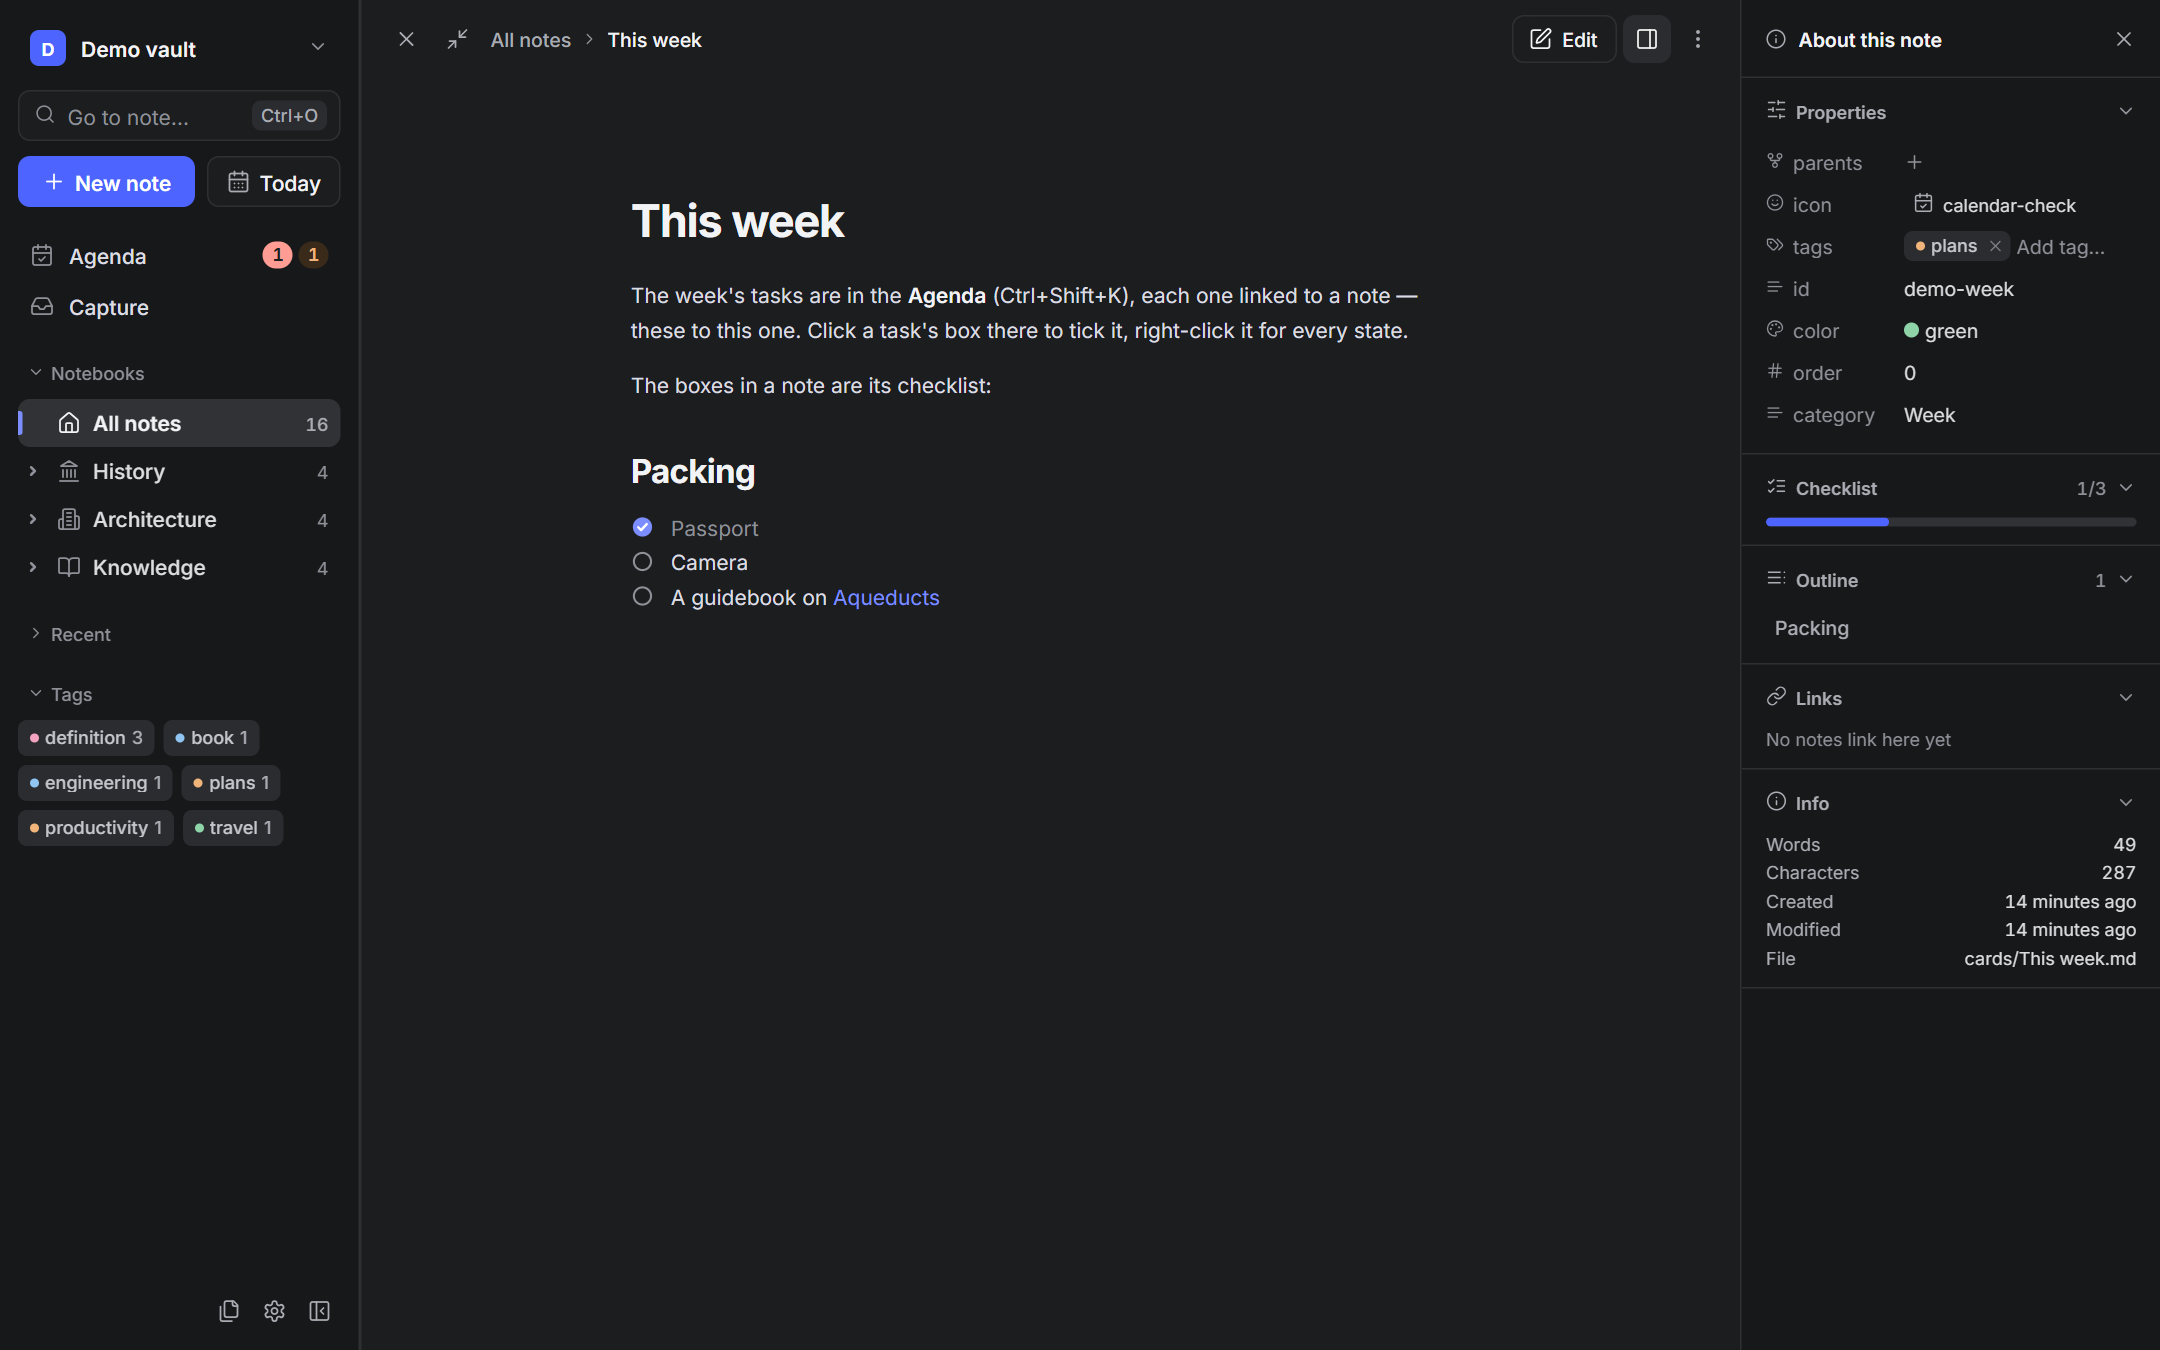 D Demo vault
Go to note... Ctrl+O
New note Today
Agenda 1 1
Capture
Notebooks
All notes 16
History 4
Architecture 4
Knowledge 4
Recent
Tags
definition 3 book 1
engineering 1 plans 1
productivity 1 travel 1
All notes > This week
Edit
This week
The week's tasks are in the Agenda (Ctrl+Shift+K), each one linked to a note —
these to this one. Click a task's box there to tick it, right-click it for every state.
The boxes in a note are its checklist:
Packing
Passport
Camera
A guidebook on Aqueducts
About this note
Properties
parents
icon calendar-check
tags plans Add tag...
id demo-week
color green
order 0
category Week
Checklist 1/3
Outline 1
Packing
Links
No notes link here yet
Info
Words 49
Characters 287
Created 14 minutes ago
Modified 14 minutes ago
File cards/This week.md